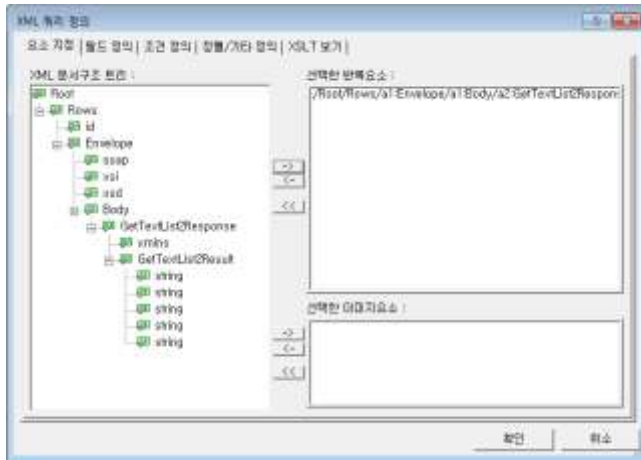 XML 쿼리 정의
요소 지정 | 필드 정의 | 조건 정의 | 정렬/기타 정의 | XSLT 보기 |
XML 문서구조 트리 :
Root
Rows
id
Envelope
soap
xsi
xsd
Body
GetTextList2Response
xmlns
GetTextList2Result
string
string
string
string
string
선택한 반복요소 :
/Root/Rows/a1:Envelope/a1:Body/a2:GetTextList2Respon
->
<-
<<
선택한 이미지요소 :
->
<-
<<
확인
취소